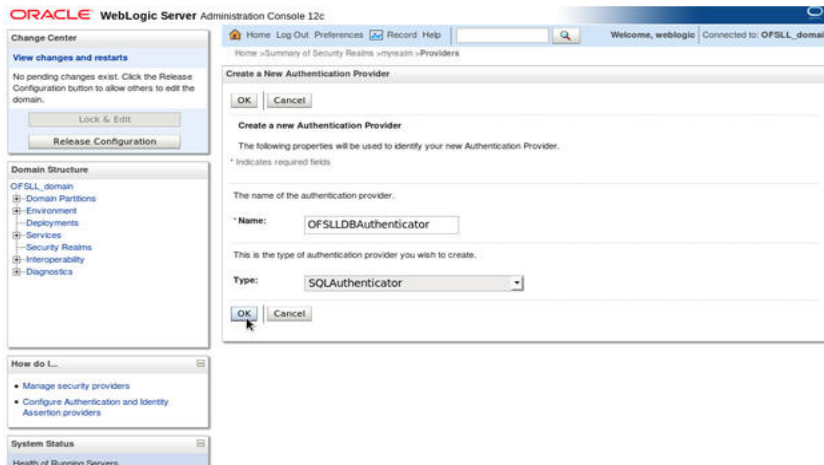 ORACLE WebLogic Server Administration Console 12c
Change Center
View changes and restarts
No pending changes exist. Click the Release
Configuration button to allow others to edit the
domain.
Lock & Edit
Release Configuration
Domain Structure
OFSLL_domain
Domain Partitions
Environment
Deployments
Services
Security Realms
Interoperability
Diagnostics
How do I...
Manage security providers
Configure Authentication and Identity
Assertion providers
System Status
Health of Running Servers
Home Log Out Preferences Record Help
Welcome, weblogic Connected to: OFSLL_domai
Home >Summary of Security Realms >myrealm >Providers
Create a New Authentication Provider
OK Cancel
Create a new Authentication Provider
The following properties will be used to identify your new Authentication Provider.
* Indicates required fields
The name of the authentication provider.
* Name: OFSLLDBAuthenticator
This is the type of authentication provider you wish to create.
Type: SQLAuthenticator
OK Cancel